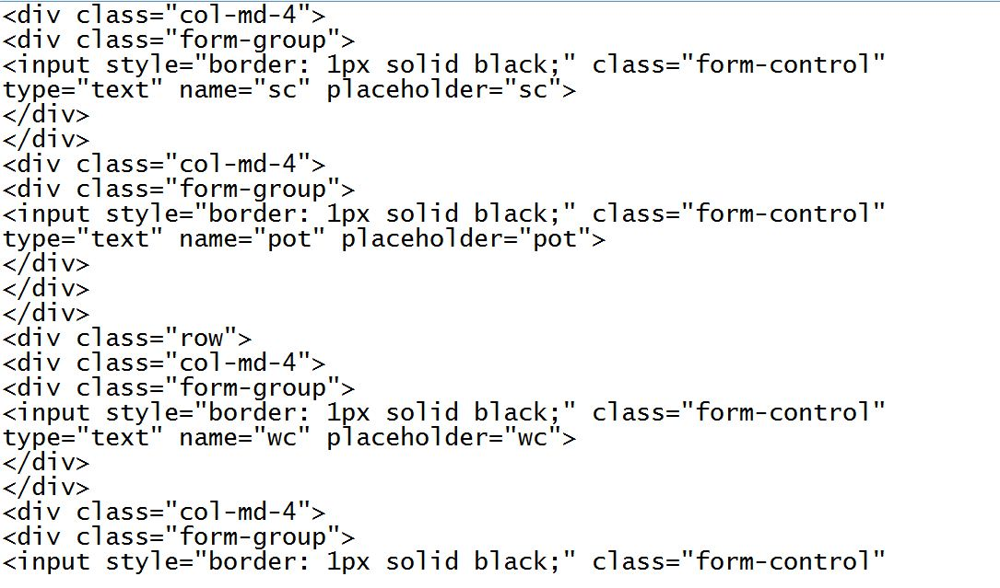 <div class="col-md-4">
<div class="form-group">
<input style="border: 1px solid black;" class="form-control"
type="text" name="sc" placeholder="sc">
</div>
</div>
<div class="col-md-4">
<div class="form-group">
<input style="border: 1px solid black;" class="form-control"
type="text" name="pot" placeholder="pot">
</div>
</div>
</div>
<div class="row">
<div class="col-md-4">
<div class="form-group">
<input style="border: 1px solid black;" class="form-control"
type="text" name="wc" placeholder="wc">
</div>
</div>
<div class="col-md-4">
<div class="form-group">
<input style="border: 1px solid black;" class="form-control"